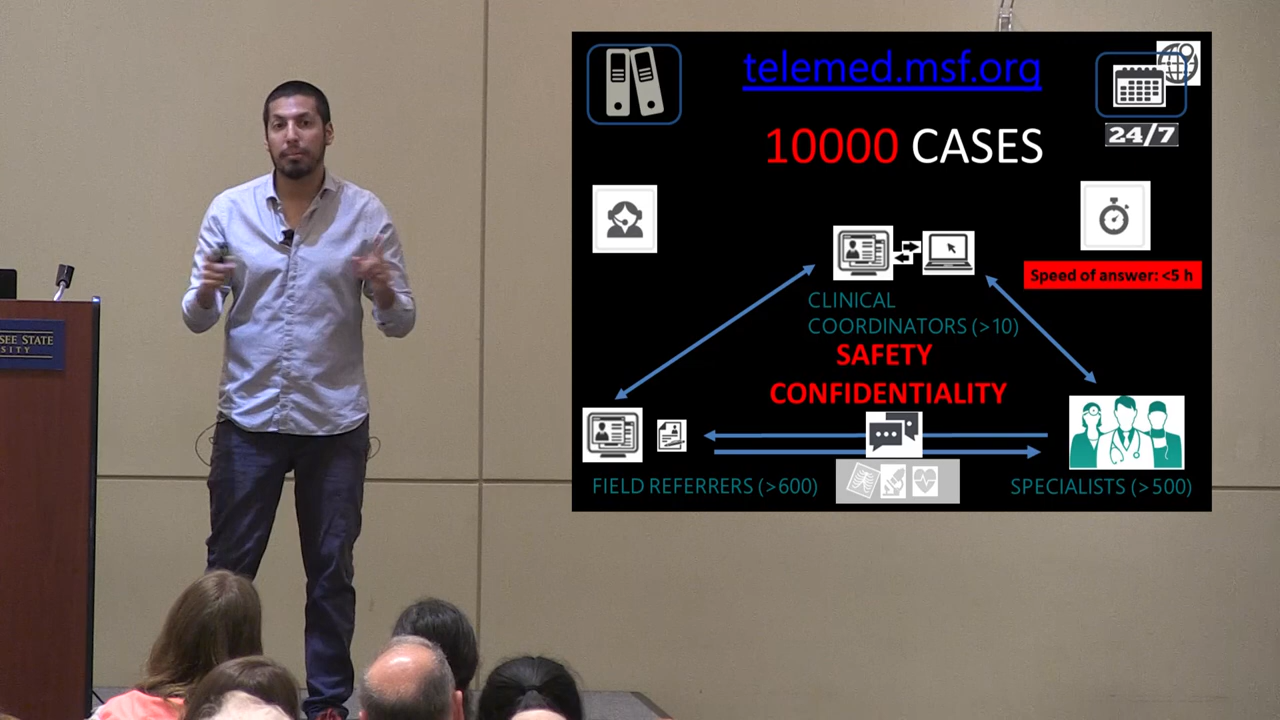 telemed.msf.org
10000 CASES
24/7
Speed of answer: <5 h
CLINICAL
COORDINATORS (>10)
SAFETY
CONFIDENTIALITY
FIELD REFERRERS (>600)
SPECIALISTS (>500)
SEE STATE
SITY